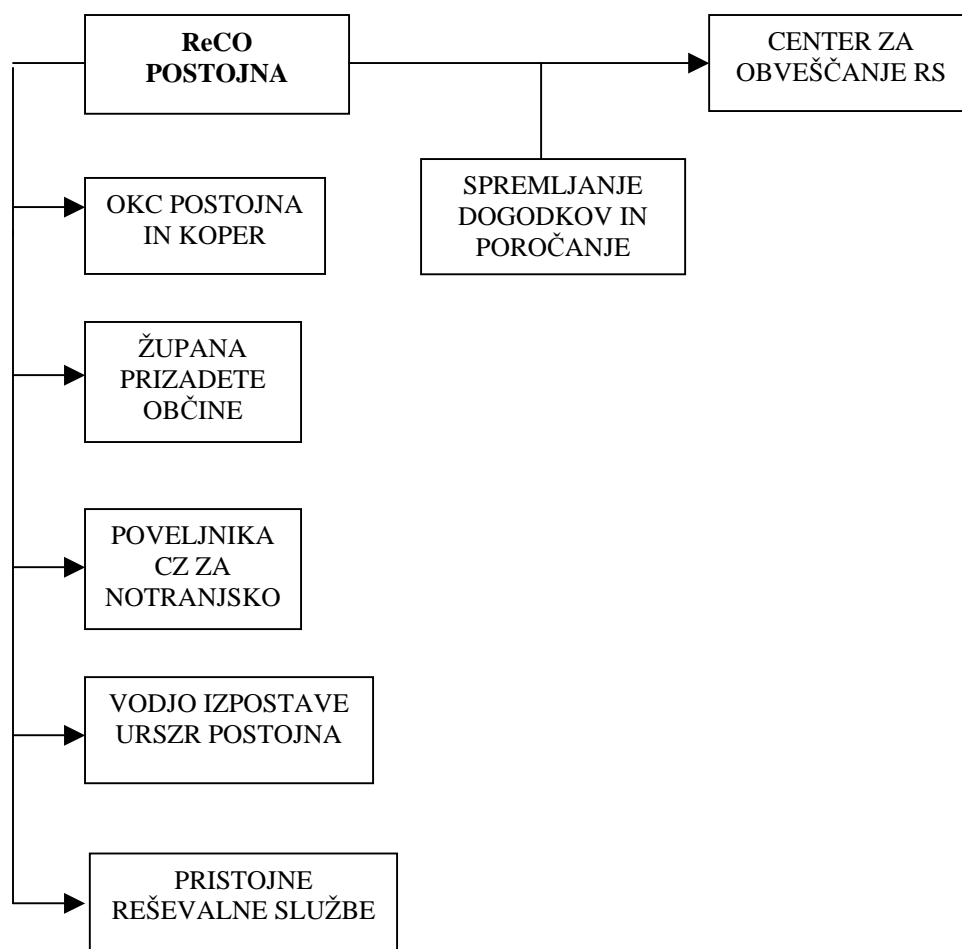 ReCO
POSTOJNA
CENTER ZA
OBVEŠČANJE RS
SPREMLJANJE
DOGODKOV IN
POROČANJE
OKC POSTOJNA
IN KOPER
ŽUPANA
PRIZADETE
OBČINE
POVELJNIKA
CZ ZA
NOTRANJSKO
VODJO IZPOSTAVE
URSZR POSTOJNA
PRISTOJNE
REŠEVALNE SLUŽBE